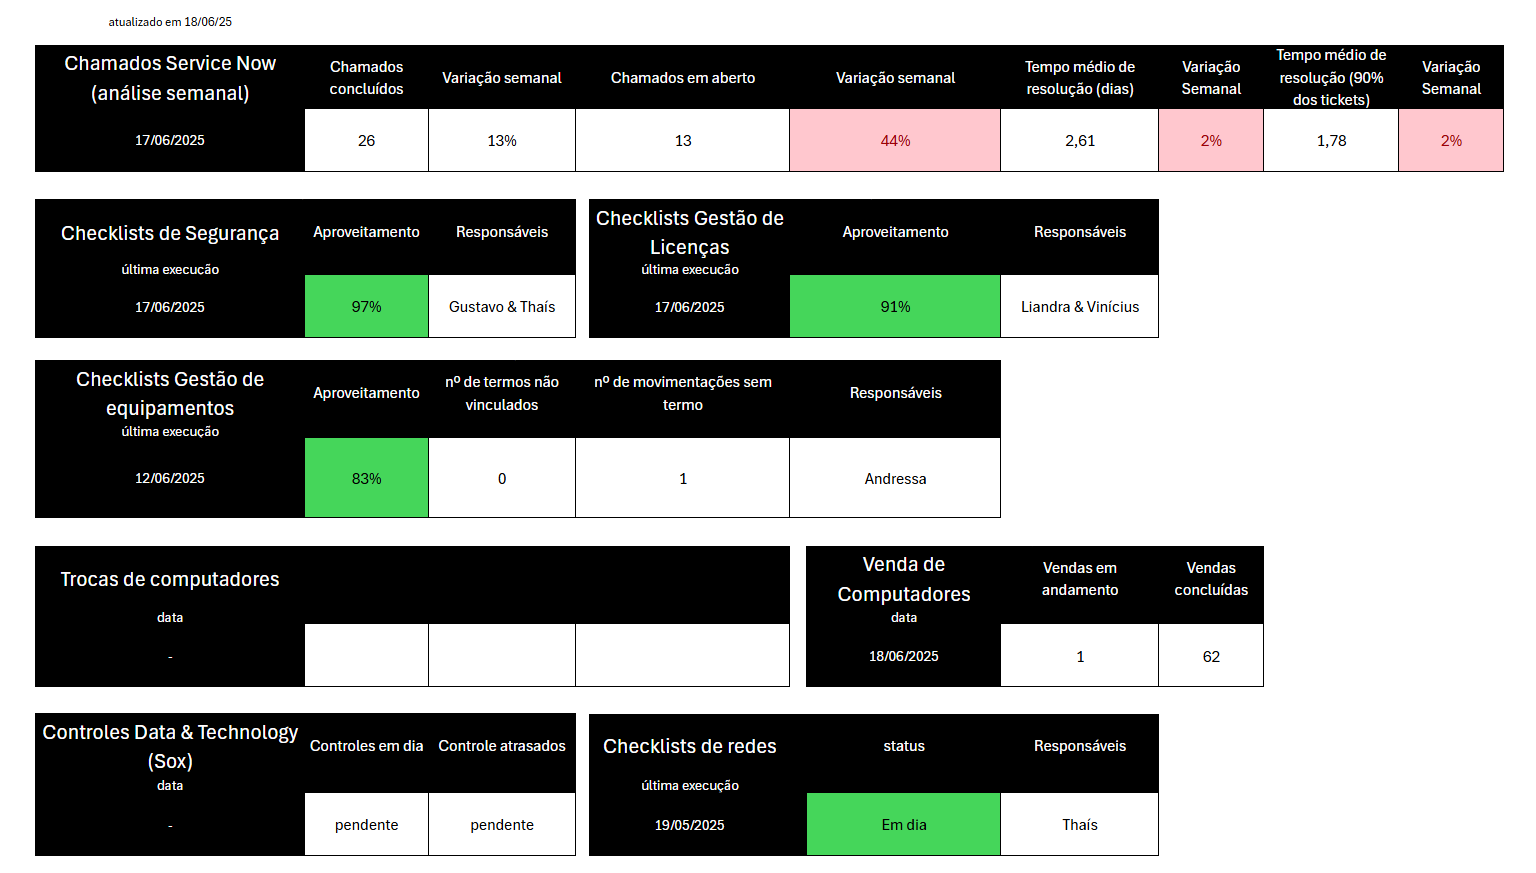 atualizado em 18/06/25
Chamados Service Now
(análise semanal)
17/06/2025
Chamados
concluídos
Variação semanal
Chamados em aberto
Variação semanal
Tempo médio de
resolução (dias)
Variação
Semanal
Tempo médio de
resolução (90%
dos tickets)
Variação
Semanal
26
13%
13
44%
2,61
2%
1,78
2%
Checklists de Segurança
última execução
17/06/2025
Aproveitamento
Responsáveis
97%
Gustavo & Thaís
Checklists Gestão de
Licenças
última execução
17/06/2025
Aproveitamento
Responsáveis
91%
Liandra & Vinícius
Checklists Gestão de
equipamentos
última execução
12/06/2025
Aproveitamento
nº de termos não
vinculados
nº de movimentações sem
termo
Responsáveis
83%
0
1
Andressa
Trocas de computadores
data
-
Venda de
Computadores
data
18/06/2025
Vendas em
andamento
Vendas
concluídas
1
62
Controles Data & Technology
(Sox)
data
-
Controles em dia
Controle atrasados
pendente
pendente
Checklists de redes
última execução
19/05/2025
status
Responsáveis
Em dia
Thaís